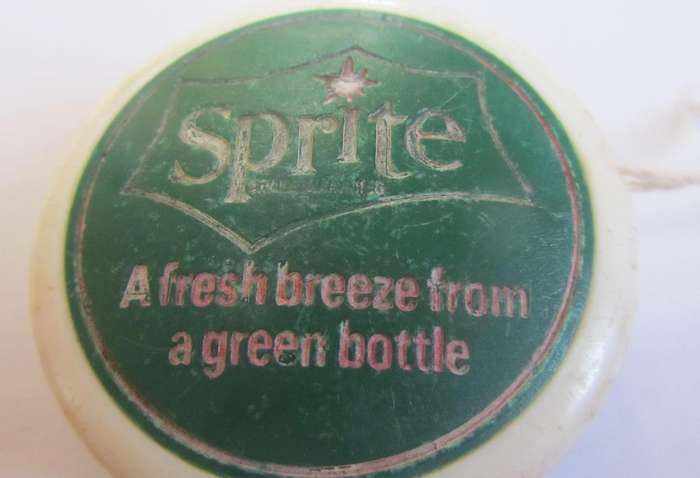 Sprite
A fresh breeze from
a green bottle